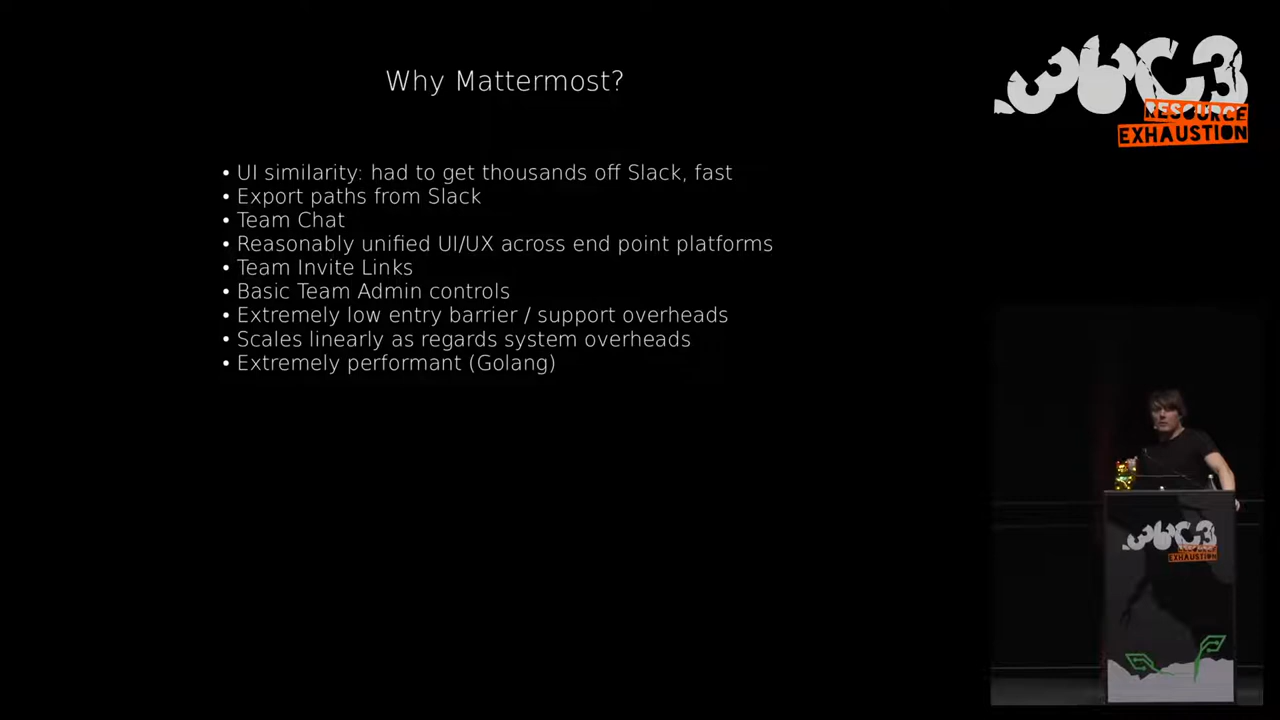 Why Mattermost?
36C3
RESOURCE
EXHAUSTION
• UI similarity: had to get thousands off Slack, fast
• Export paths from Slack
• Team Chat
• Reasonably unified UI/UX across end point platforms
• Team Invite Links
• Basic Team Admin controls
• Extremely low entry barrier / support overheads
• Scales linearly as regards system overheads
• Extremely performant (Golang)
36C3
EXHAUSTION